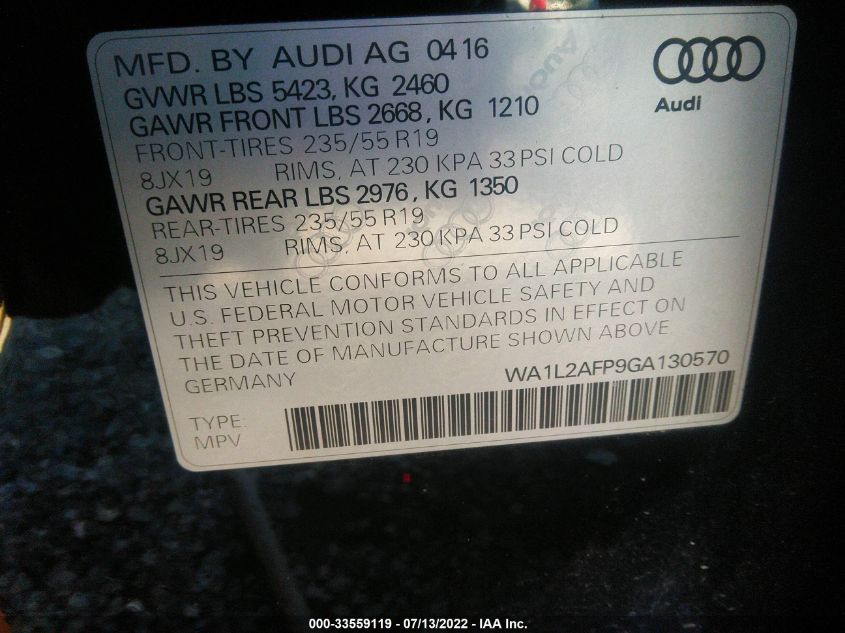 MFD. BY AUDI AG 04 16
GVWR LBS 5423, KG 2460
GAWR FRONT LBS 2668, KG 1210
FRONT-TIRES 235/55 R19
8JX19 RIMS, AT 230 KPA 33 PSI COLD
GAWR REAR LBS 2976, KG 1350
REAR-TIRES 235/55 R19
8JX19 RIMS, AT 230 KPA 33 PSI COLD
Audi
THIS VEHICLE CONFORMS TO ALL APPLICABLE
U.S. FEDERAL MOTOR VEHICLE SAFETY AND
THEFT PREVENTION STANDARDS IN EFFECT ON
THE DATE OF MANUFACTURE SHOWN ABOVE
GERMANY WA1L2AFP9GA130570
TYPE:
MPV
000-33559119 - 07/13/2022 - IAA Inc.